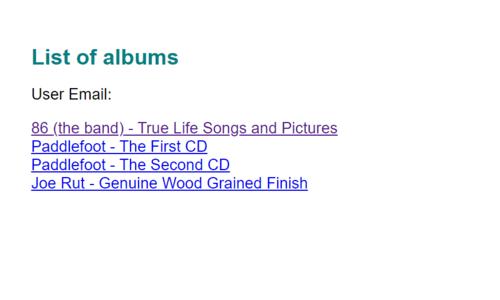 List of albums
User Email:
86 (the band) - True Life Songs and Pictures
Paddlefoot - The First CD
Paddlefoot - The Second CD
Joe Rut - Genuine Wood Grained Finish